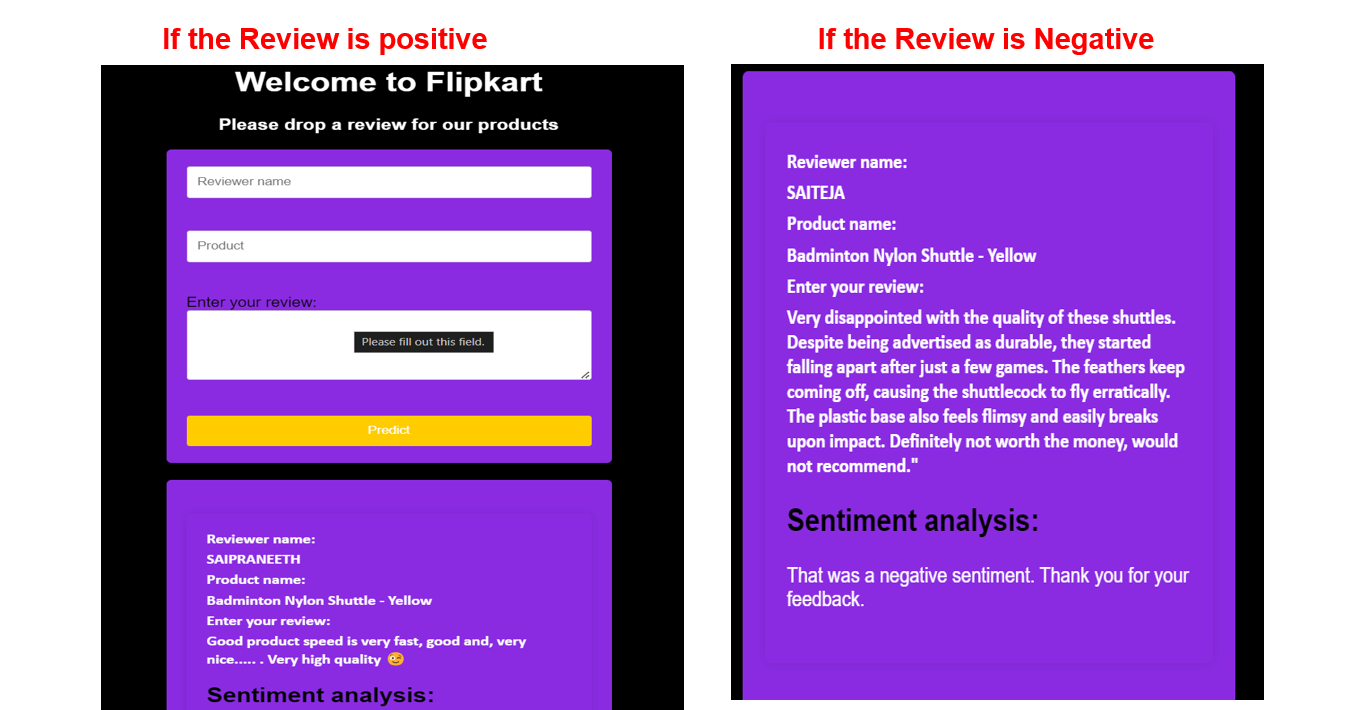 If the Review is positive
Welcome to Flipkart
Please drop a review for our products
Reviewer name
Product
Enter your review:
Please fill out this field.
Predict
Reviewer name:
SAIPRANEETH
Product name:
Badminton Nylon Shuttle - Yellow
Enter your review:
Good product speed is very fast, good and, very
nice..... . Very high quality 😉
Sentiment analysis:
If the Review is Negative
Reviewer name:
SAITEJA
Product name:
Badminton Nylon Shuttle - Yellow
Enter your review:
Very disappointed with the quality of these shuttles.
Despite being advertised as durable, they started
falling apart after just a few games. The feathers keep
coming off, causing the shuttlecock to fly erratically.
The plastic base also feels flimsy and easily breaks
upon impact. Definitely not worth the money, would
not recommend."
Sentiment analysis:
That was a negative sentiment. Thank you for your
feedback.